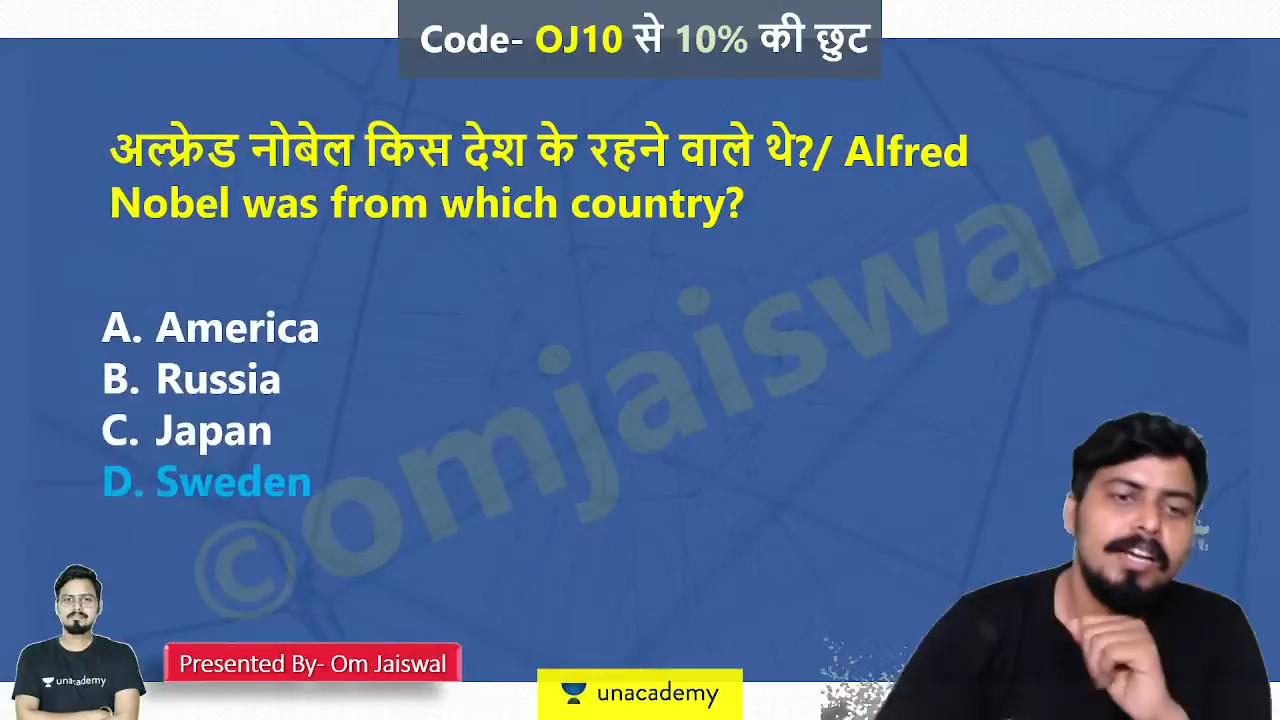 Code- OJ10 से 10% की छुट
अल्फ्रेड नोबेल किस देश के रहने वाले थे?/ Alfred
Nobel was from which country?
A. America
B. Russia
C. Japan
D. Sweden
©omjaiswal
unacademy
Presented By- Om Jaiswal
unacademy